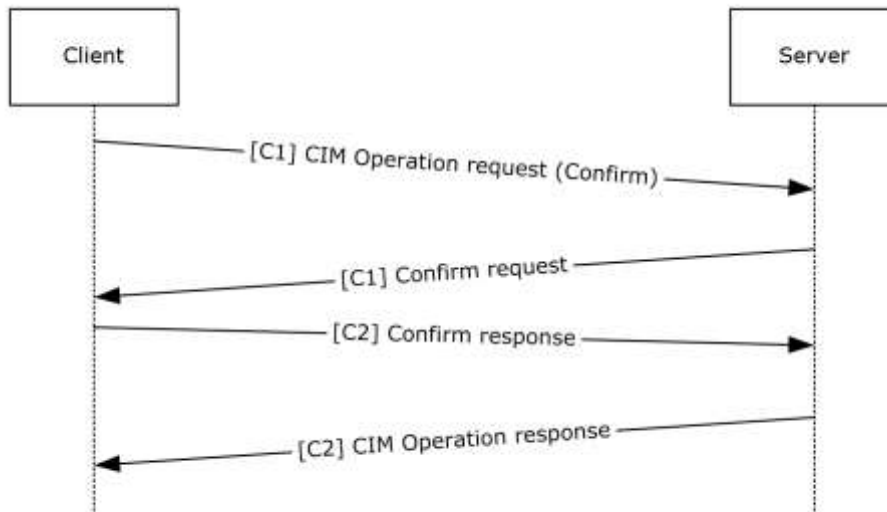 Client
Server
[C1] CIM Operation request (Confirm)
[C1] Confirm request
[C2] Confirm response
[C2] CIM Operation response